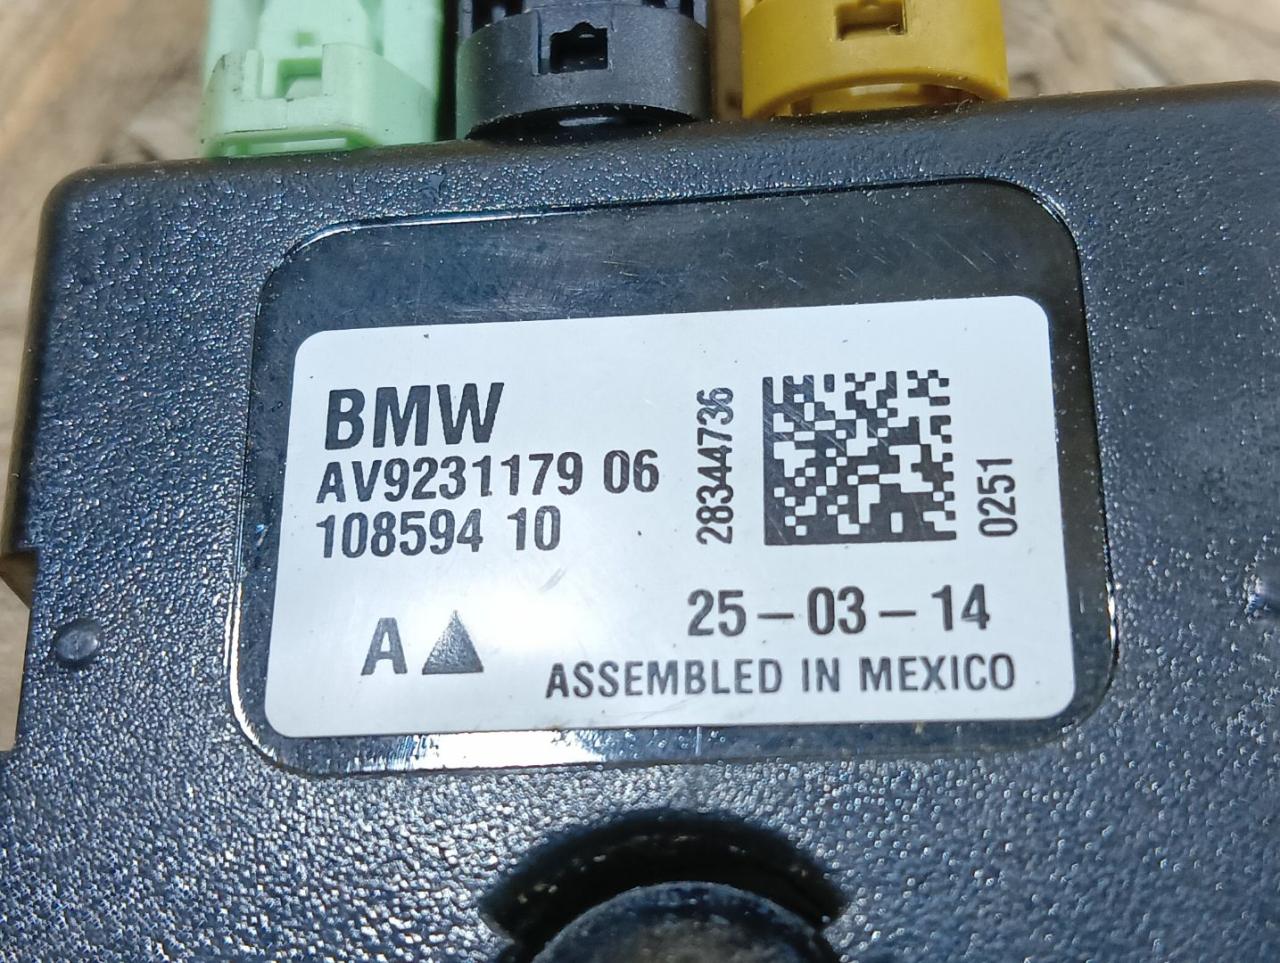 BMW
AV9231179 06
108594 10
28344736
0251
25-03-14
A
ASSEMBLED IN MEXICO